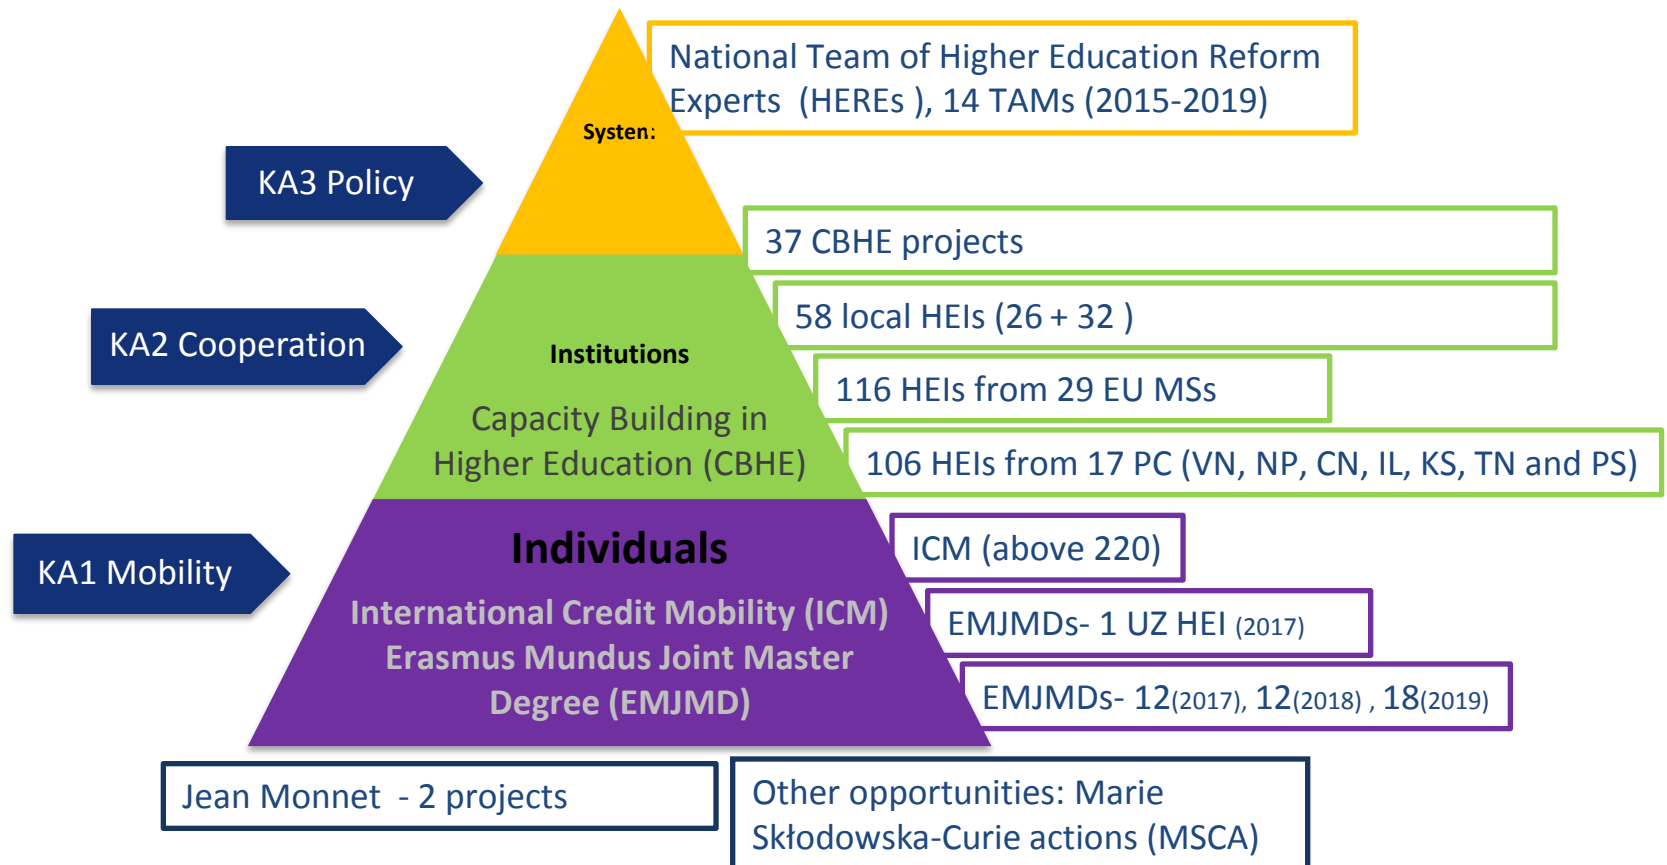 National Team of Higher Education Reform
Experts (HEREs ), 14 TAMs (2015-2019)
Systen:
KA3 Policy
37 CBHE projects
58 local HEIs (26 + 32 )
KA2 Cooperation
Institutions
116 HEIs from 29 EU MSs
Capacity Building in
Higher Education (CBHE)
106 HEIs from 17 PC (VN, NP, CN, IL, KS, TN and PS)
Individuals
ICM (above 220)
KA1 Mobility
International Credit Mobility (ICM)
Erasmus Mundus Joint Master
Degree (EMJMD)
EMJMDs- 1 UZ HEI (2017)
EMJMDs- 12(2017), 12(2018) , 18(2019)
Jean Monnet - 2 projects
Other opportunities: Marie
Skłodowska-Curie actions (MSCA)